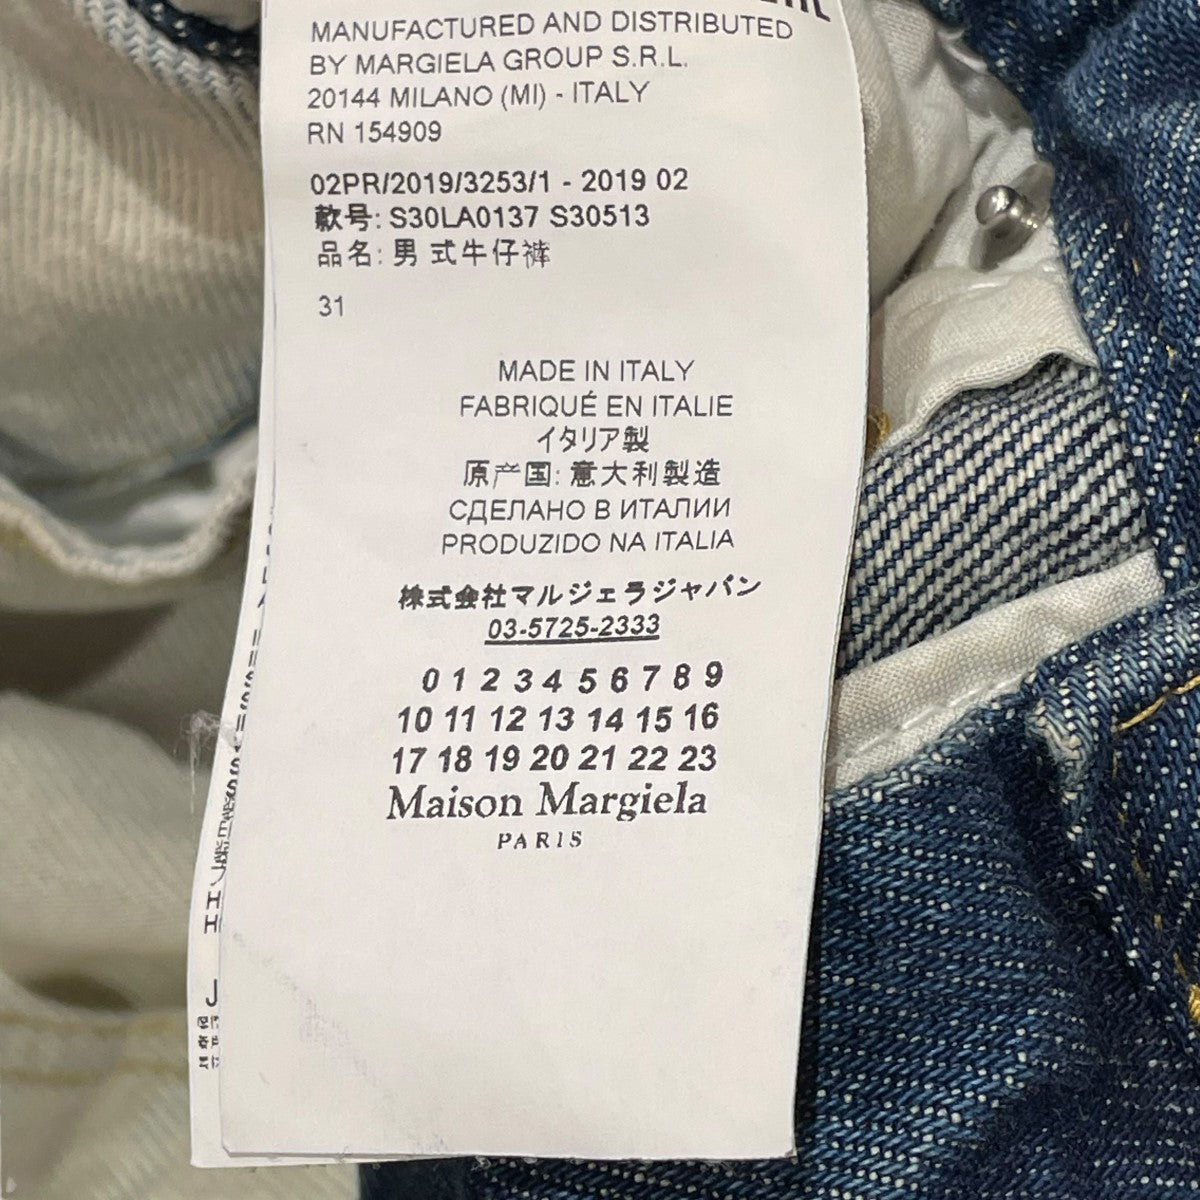 MANUFACTURED AND DISTRIBUTED
BY MARGIELA GROUP S.R.L.
20144 MILANO (MI) - ITALY
RN 154909
02PR/2019/3253/1 - 2019 02
款号: S30LA0137 S30513
品名: 男 式牛仔裤
31
MADE IN ITALY
FABRIQUÉ EN ITALIE
イタリア製
原产国: 意大利製造
СДЕЛАНО В ИТАЛИИ
PRODUZIDO NA ITALIA
株式会社マルジェラジャパン
03-5725-2333
0 1 2 3 4 5 6 7 8 9
10 11 12 13 14 15 16
17 18 19 20 21 22 23
Maison Margiela
PARIS